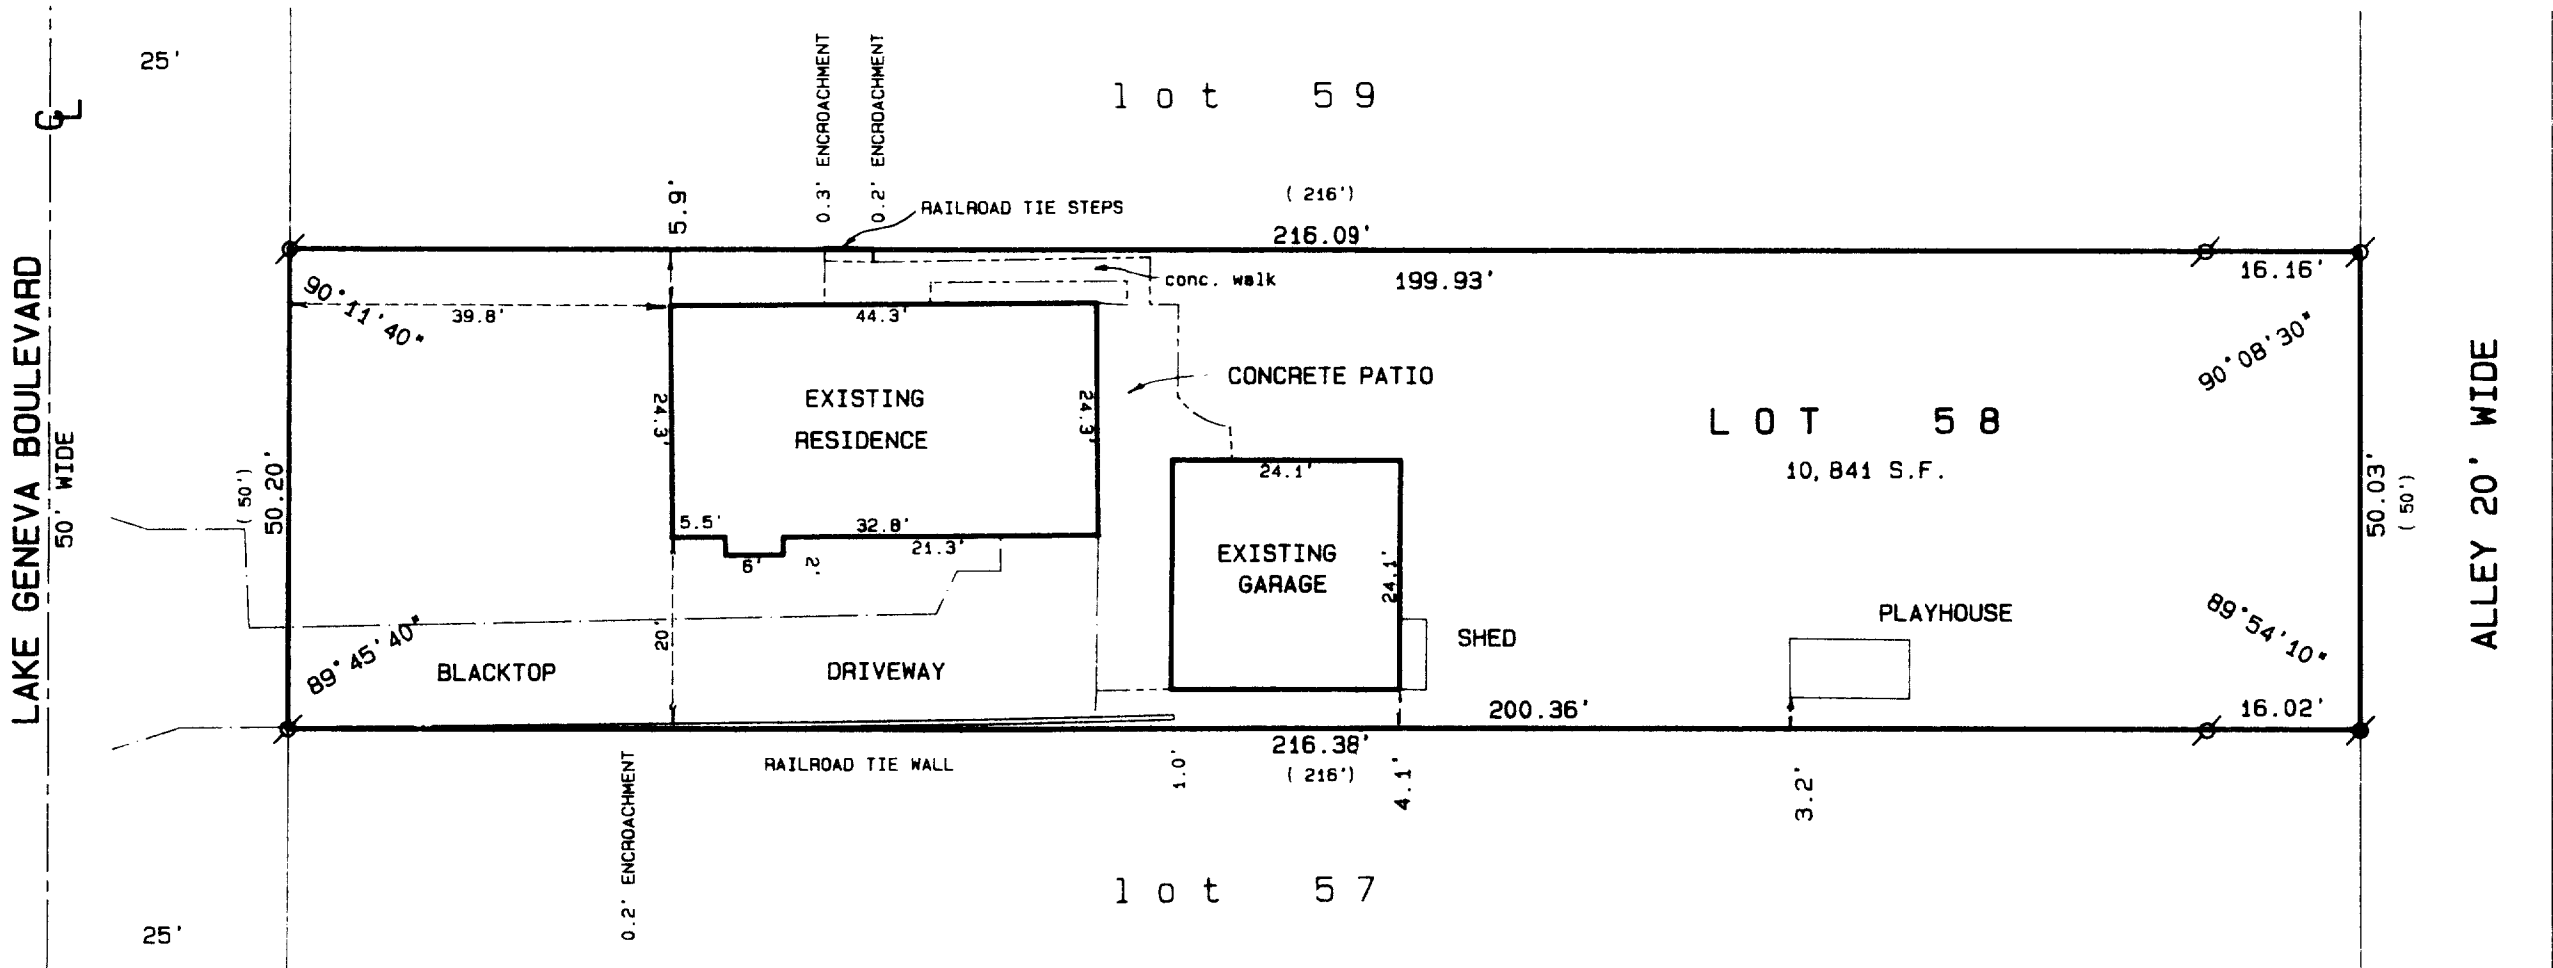 25'
℄
LAKE GENEVA BOULEVARD
50' WIDE
25'
lot 59
0.3' ENCROACHMENT
0.2' ENCROACHMENT
5.9'
RAILROAD TIE STEPS
(216')
216.09'
199.93'
16.16'
conc. walk
90°11'40"
39.8'
44.3'
90°08'30"
CONCRETE PATIO
EXISTING
RESIDENCE
24.3'
24.3'
LOT 58
10,841 S.F.
(50')
50.20'
50.03'
(50')
ALLEY 20' WIDE
5.5'
32.8'
21.3'
6'
2'
24.1'
EXISTING
GARAGE
24.1'
SHED
PLAYHOUSE
89°54'10"
89°45'40"
BLACKTOP
DRIVEWAY
20'
200.36'
16.02'
216.38'
(216')
RAILROAD TIE WALL
0.2' ENCROACHMENT
1.0'
4.1'
3.2'
lot 57